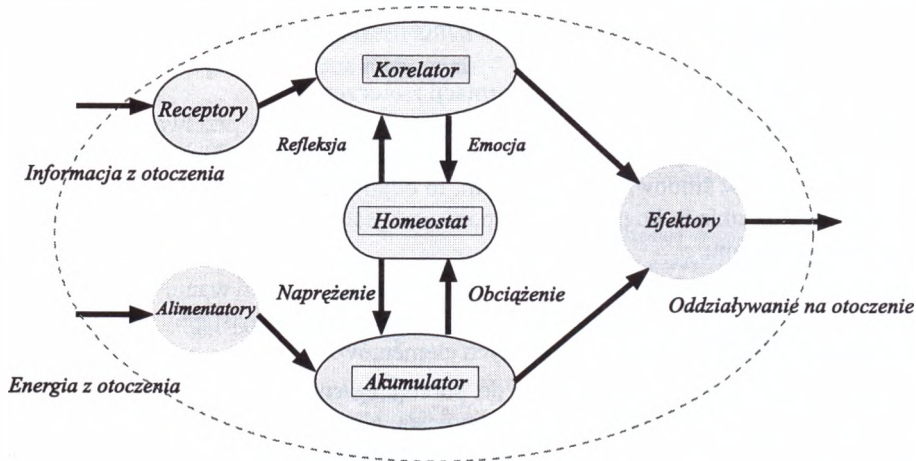 Korelator
Receptory
Refleksja
Emocja
Informacja z otoczenia
Homeostat
Efektory
Naprężenie
Obciążenie
Alimentatory
Oddziaływanie na otoczenie
Energia z otoczenia
Akumulator